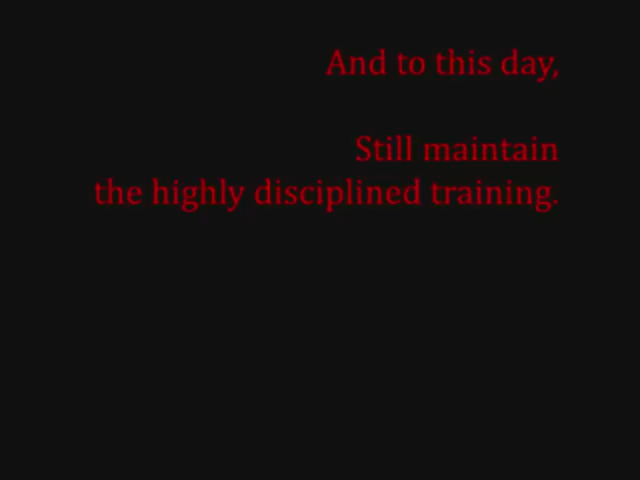 And to this day,
Still maintain
the highly disciplined training.